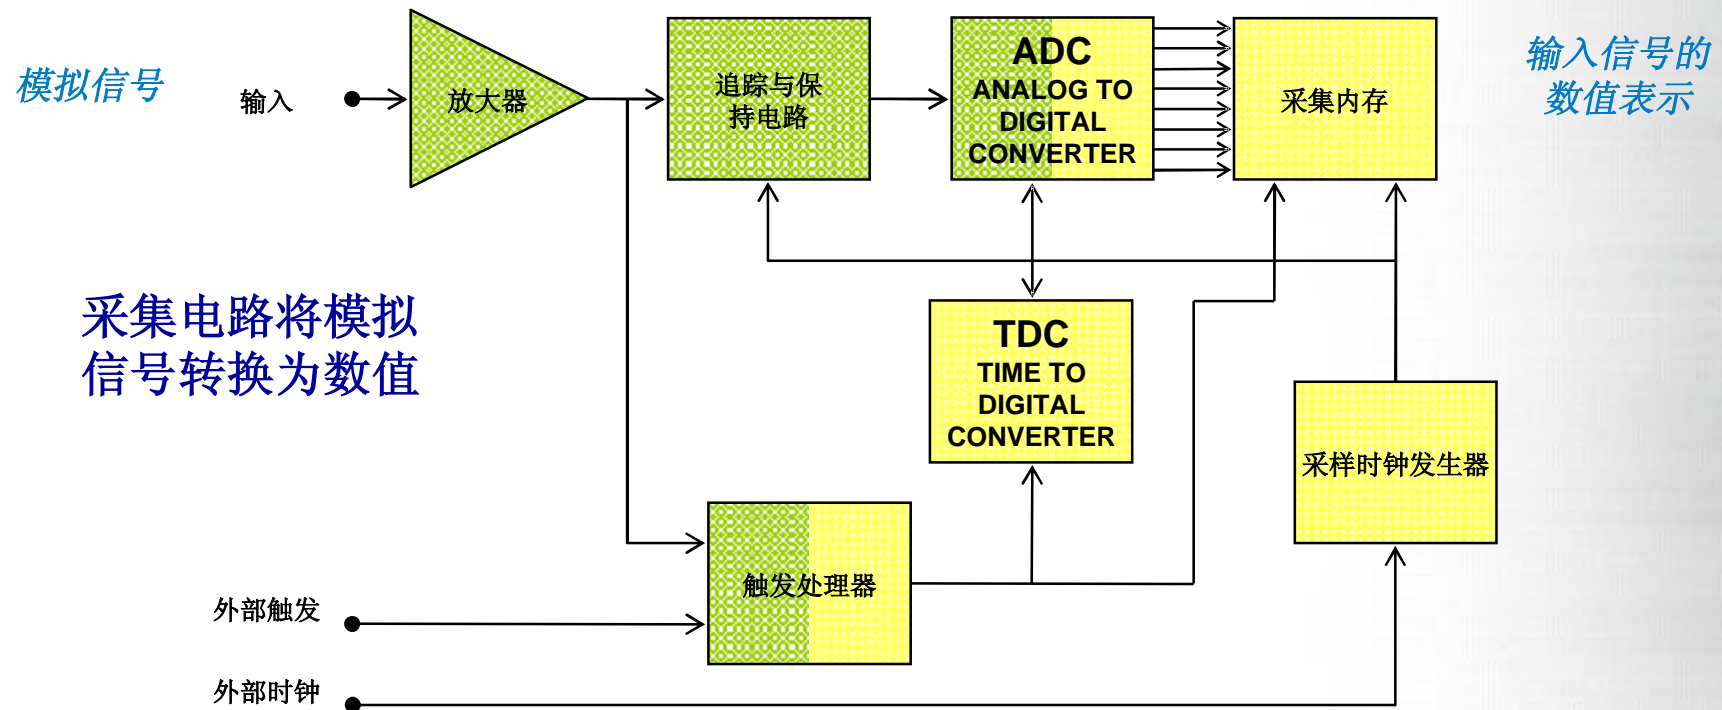 模拟信号
输入
放大器
追踪与保
持电路
ADC
ANALOG TO
DIGITAL
CONVERTER
采集内存
输入信号的
数值表示
采集电路将模拟
信号转换为数值
TDC
TIME TO
DIGITAL
CONVERTER
采样时钟发生器
触发处理器
外部触发
外部时钟